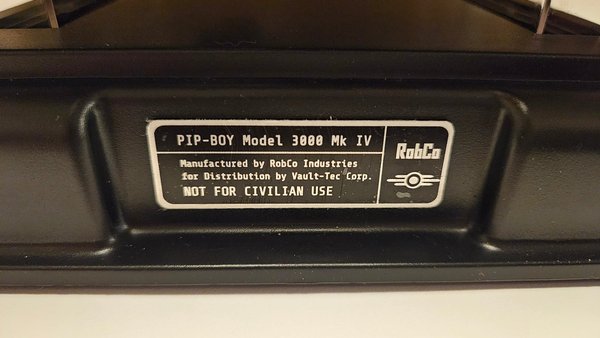 PIP-BOY Model 3000 Mk IV
Manufactured by RobCo Industries
for Distribution by Vault-Tec Corp.
NOT FOR CIVILIAN USE
RobCo